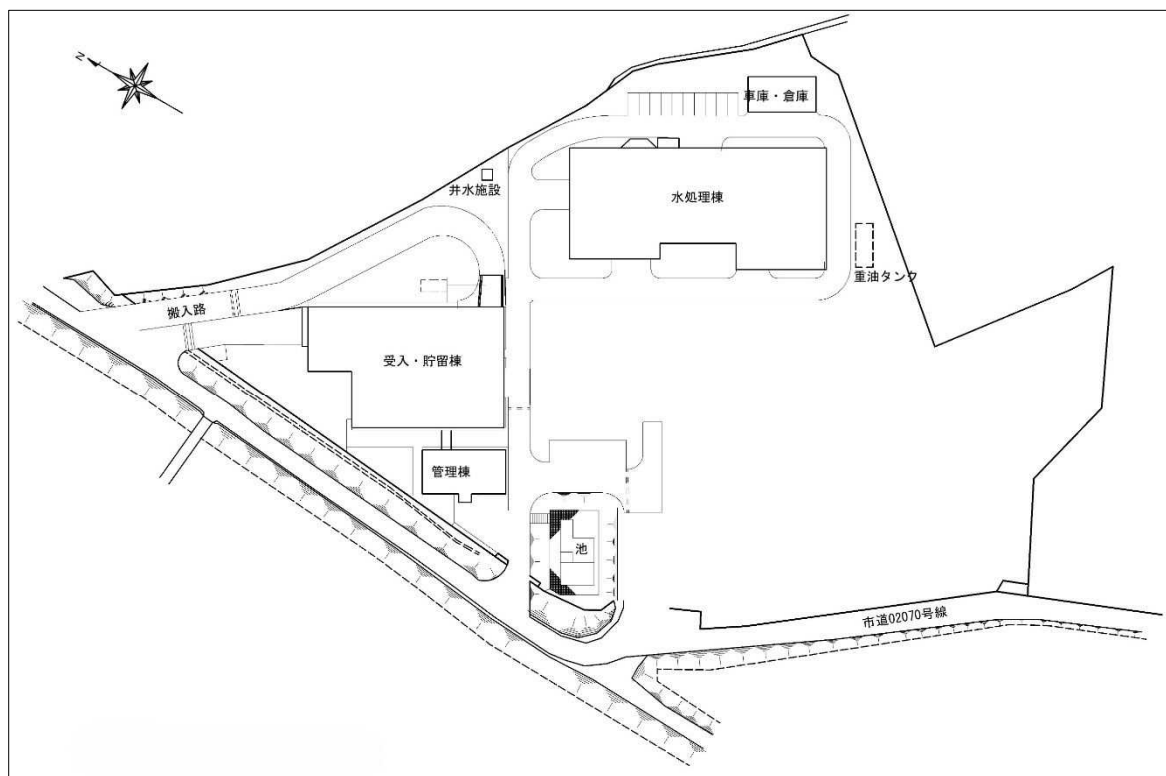 N
車庫・倉庫
井水施設
水処理棟
重油タンク
搬入路
受入・貯留棟
管理棟
池
市道02070号線